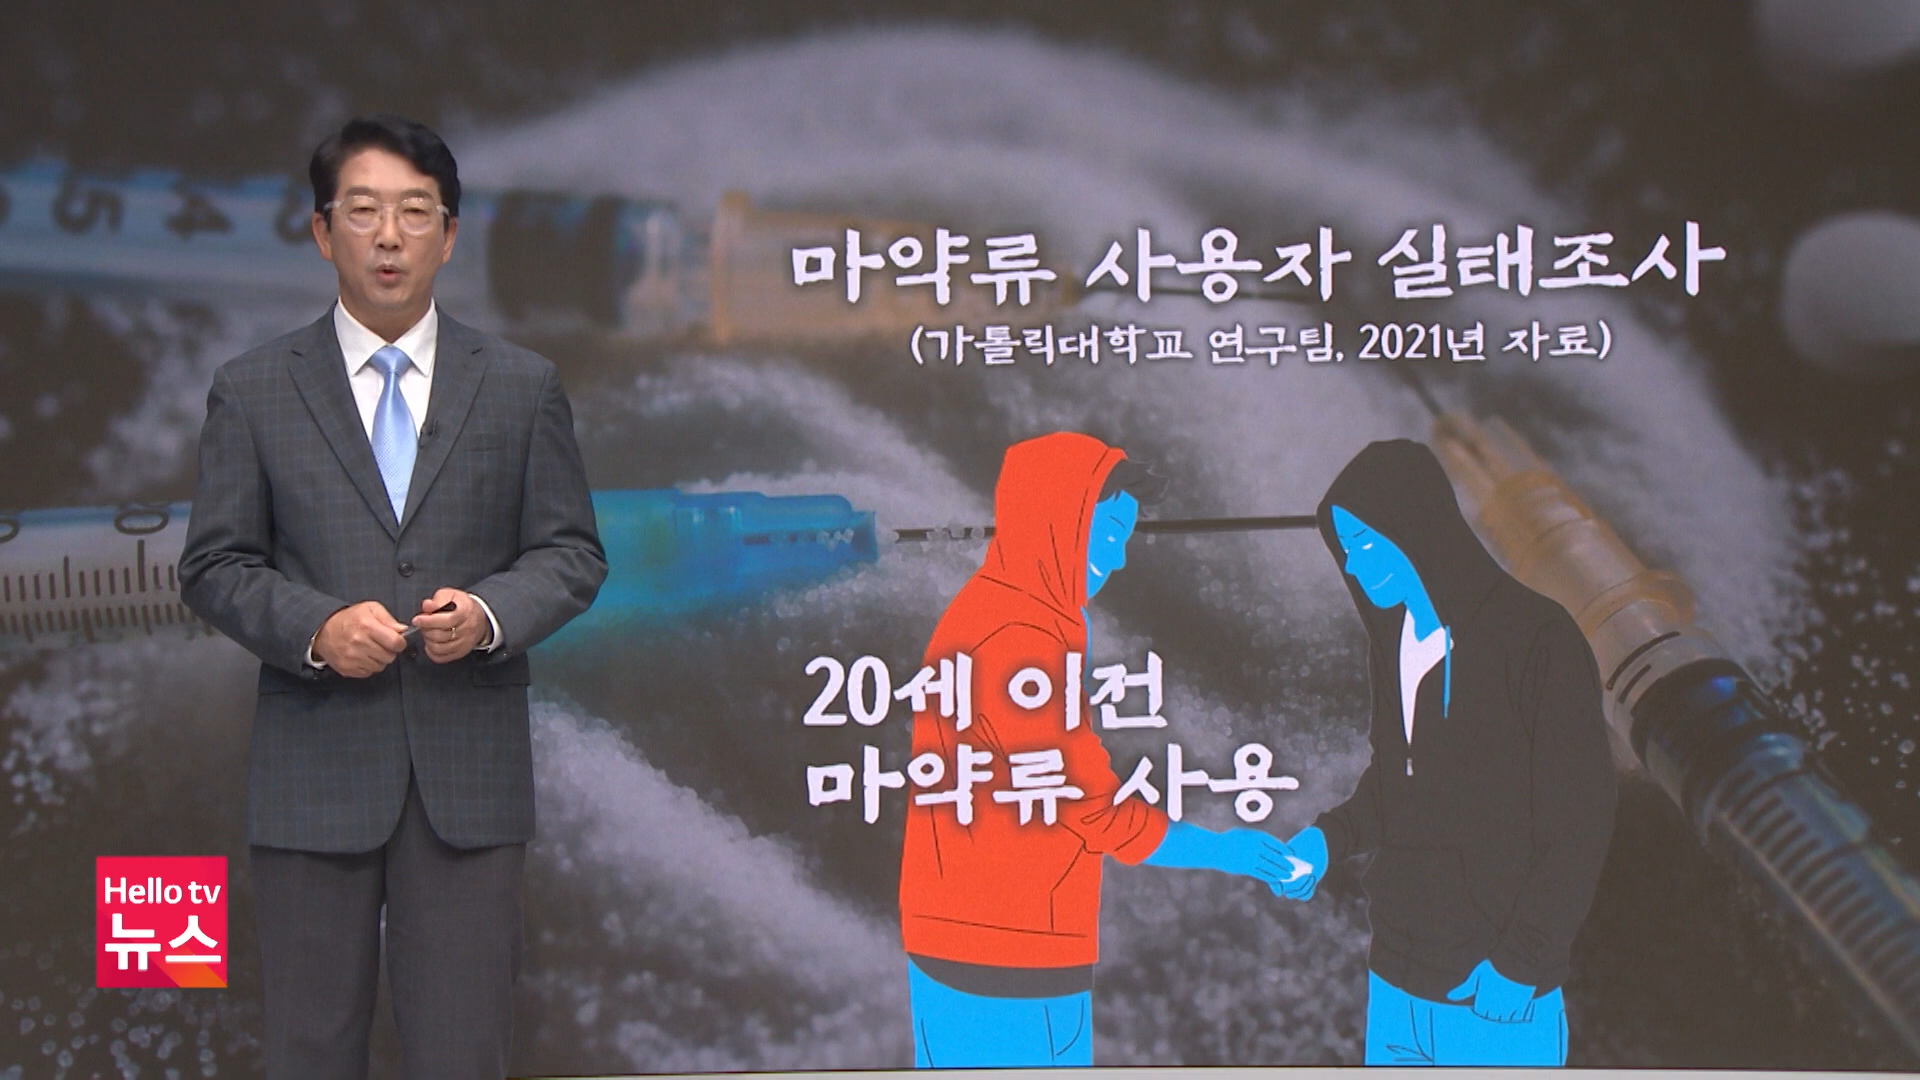 마약류 사용자 실태조사
(가톨릭대학교 연구팀, 2021년 자료)
20세 이전
마약류 사용
Hello tv
뉴스